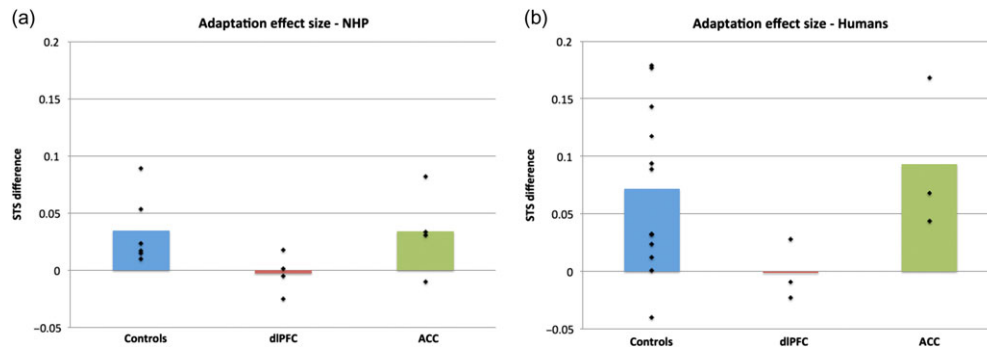 (a)
Adaptation effect size - NHP
0.2
0.15
0.1
0.05
0
–0.05
STS difference
Controls dlPFC ACC
(b)
Adaptation effect size - Humans
0.2
0.15
0.1
0.05
0
–0.05
STS difference
Controls dlPFC ACC